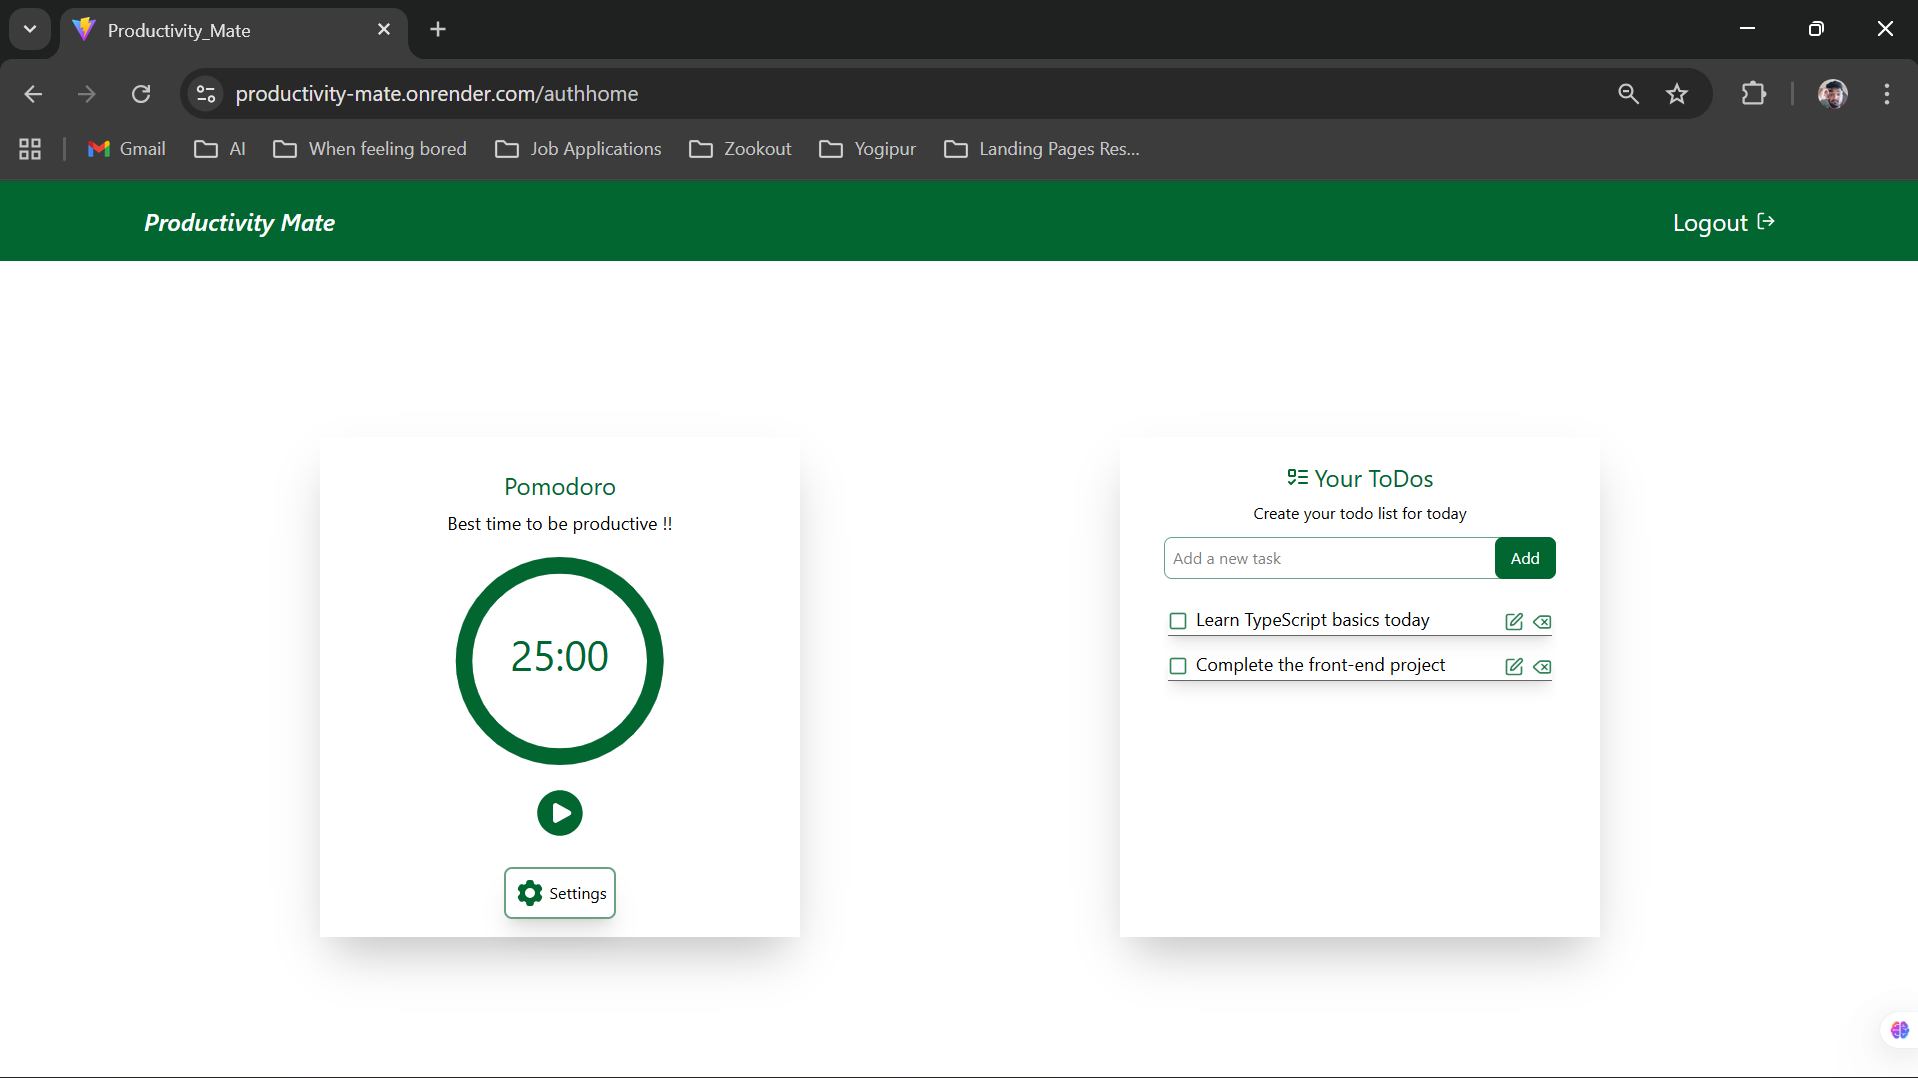 Productivity_Mate
productivity-mate.onrender.com/authhome
Gmail
AI
When feeling bored
Job Applications
Zookout
Yogipur
Landing Pages Res...
Productivity Mate
Logout
Pomodoro
Best time to be productive !!
25:00
Settings
Your ToDos
Create your todo list for today
Add a new task
Add
Learn TypeScript basics today
Complete the front-end project